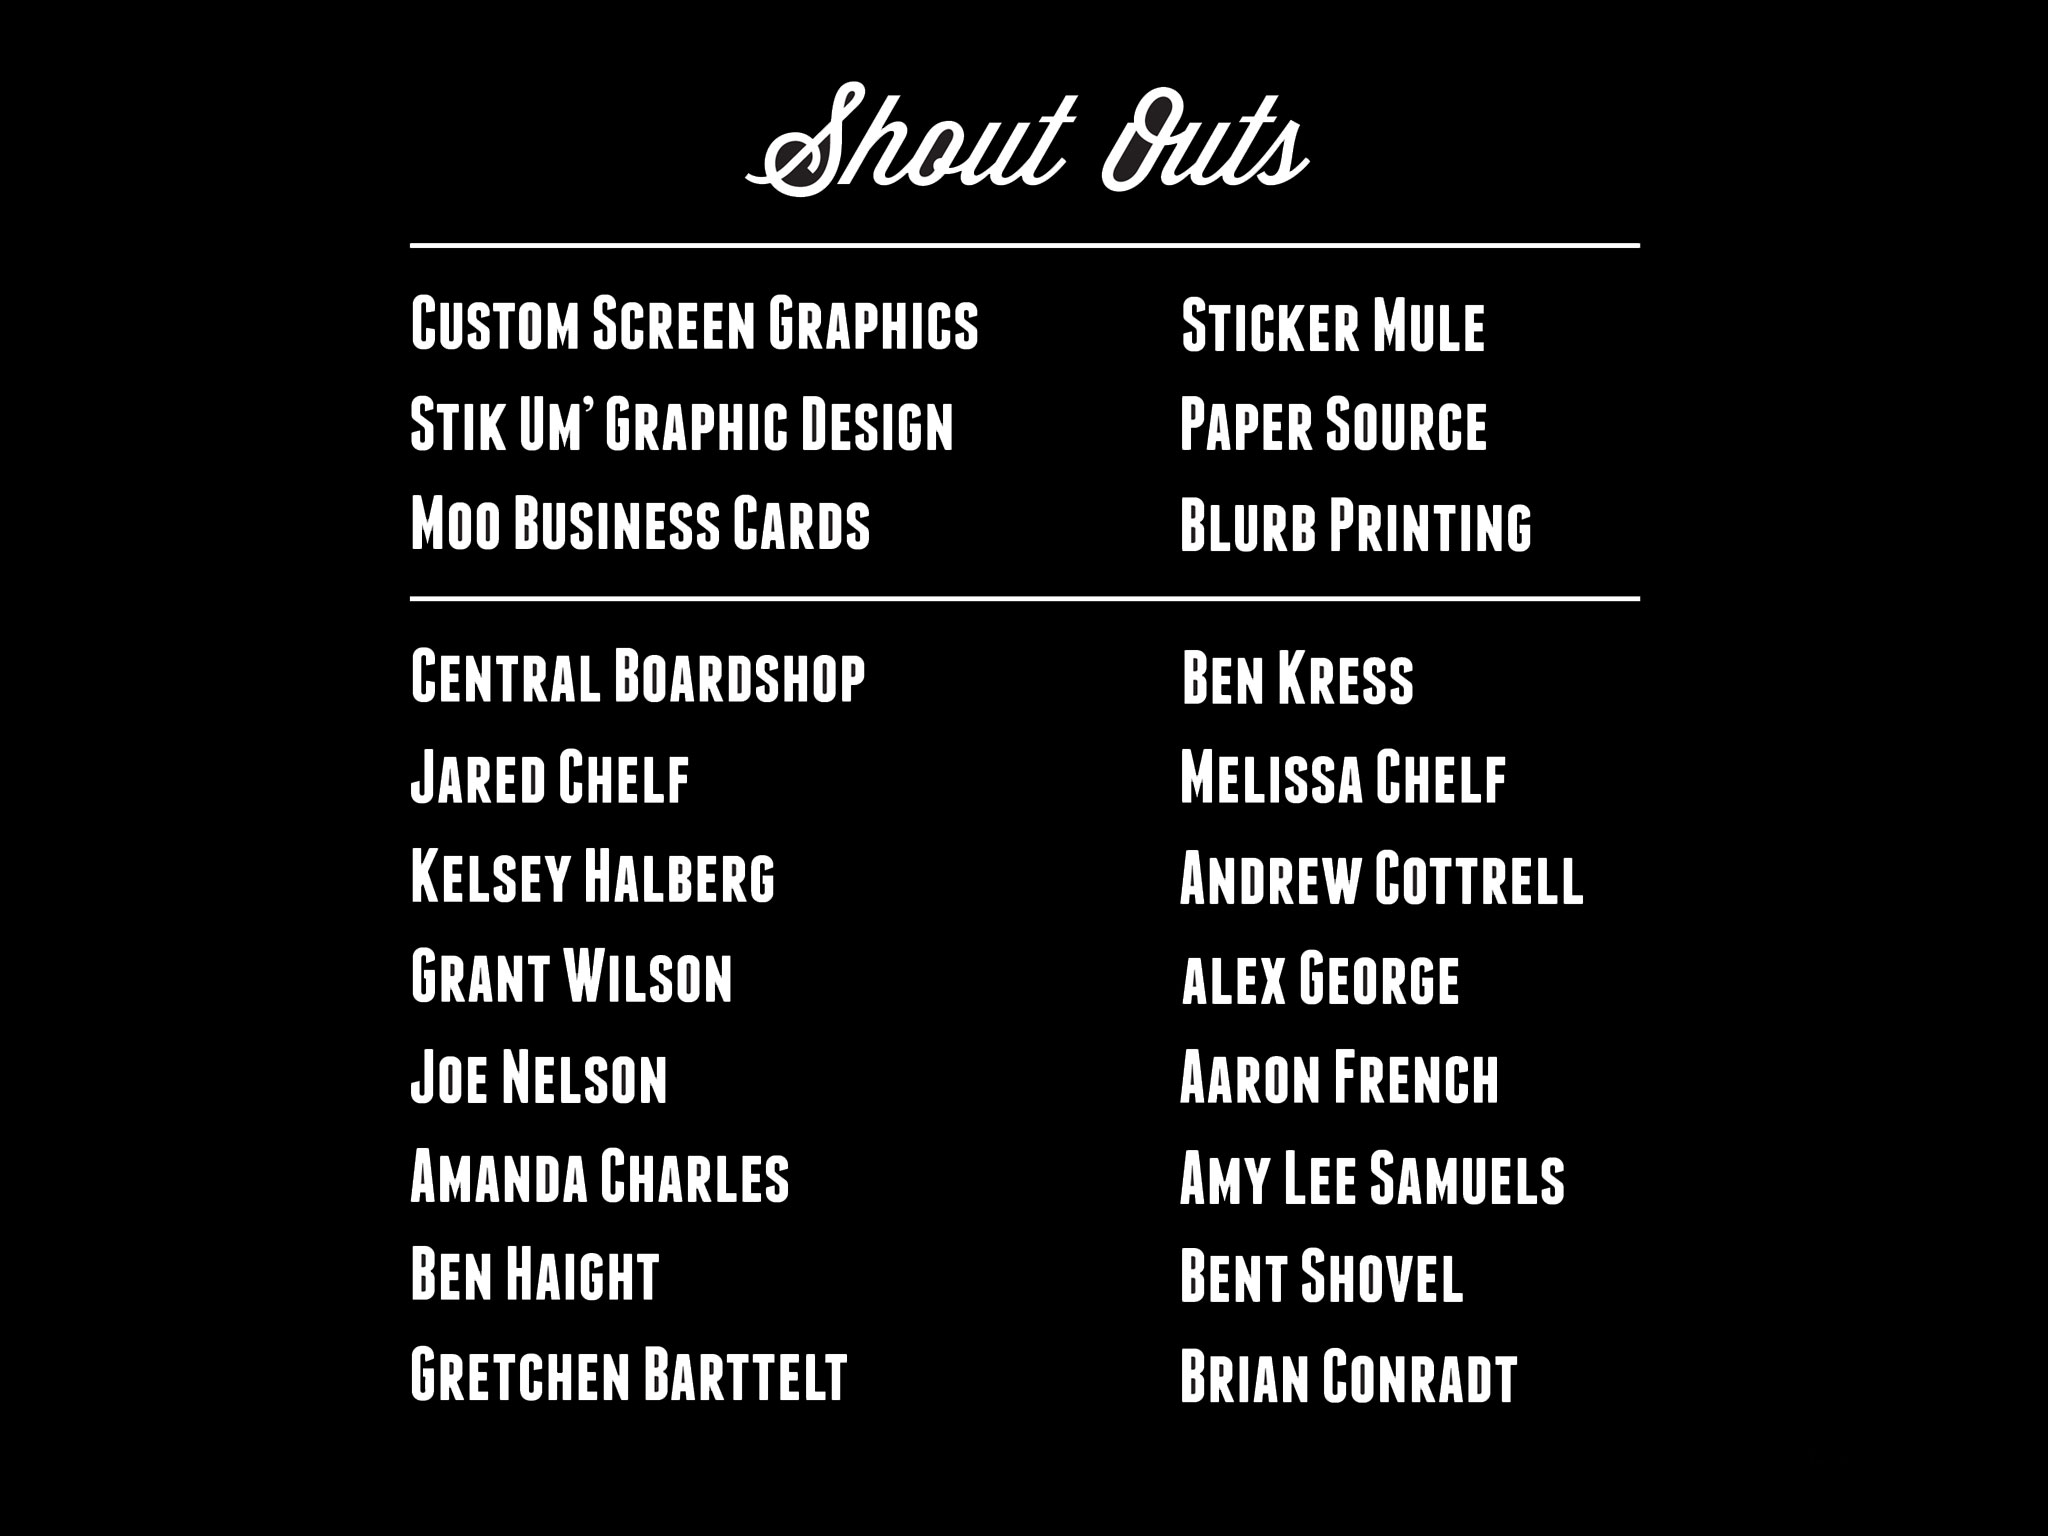 Shout Outs
Custom Screen Graphics
Stik Um' Graphic Design
Moo Business Cards
Sticker Mule
Paper Source
Blurb Printing
Central Boardshop
Jared Chelf
Kelsey Halberg
Grant Wilson
Joe Nelson
Amanda Charles
Ben Haight
Gretchen Barttelt
Ben Kress
Melissa Chelf
Andrew Cottrell
alex George
Aaron French
Amy Lee Samuels
Bent Shovel
Brian Conradt